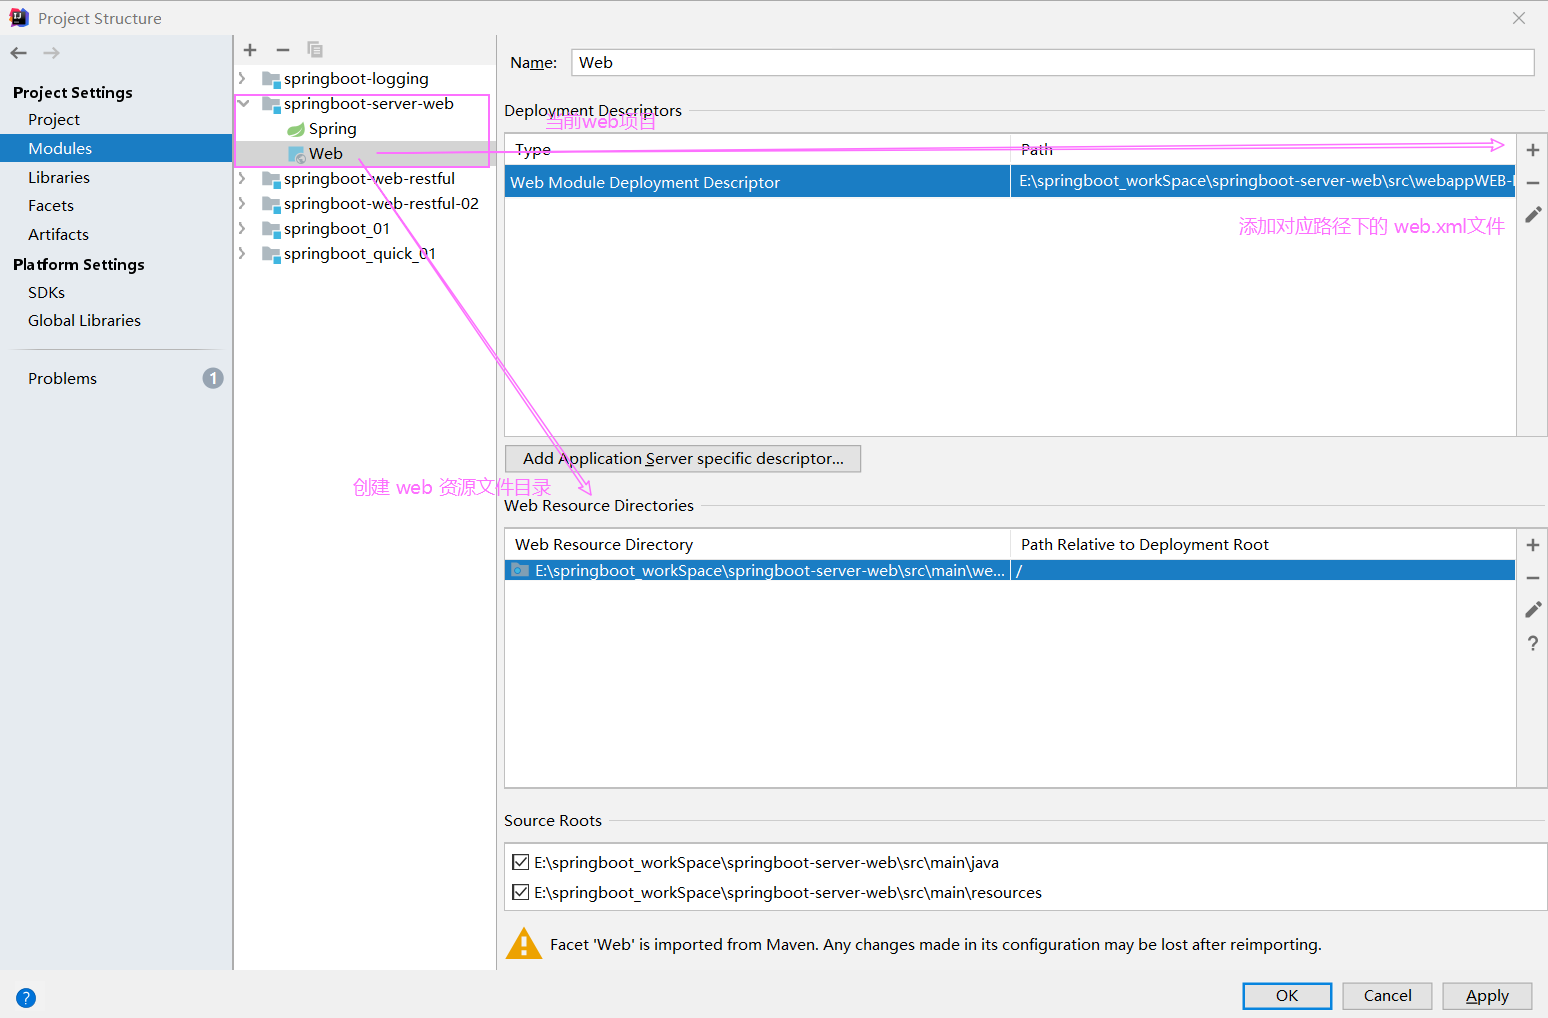 Project Structure
Project Settings
Project
Modules
Libraries
Facets
Artifacts
Platform Settings
SDKs
Global Libraries
Problems
1
springboot-logging
springboot-server-web
Spring
Web
springboot-web-restful
springboot-web-restful-02
springboot_01
springboot_quick_01
Name: Web
Deployment Descriptors
当前web项目
Type Path
Web Module Deployment Descriptor E:\springboot_workSpace\springboot-server-web\src\webappWEB-I
添加对应路径下的 web.xml文件
Add Application Server specific descriptor...
创建 web 资源文件目录
Web Resource Directories
Web Resource Directory Path Relative to Deployment Root
E:\springboot_workSpace\springboot-server-web\src\main\we... /
?
Source Roots
E:\springboot_workSpace\springboot-server-web\src\main\java
E:\springboot_workSpace\springboot-server-web\src\main\resources
Facet 'Web' is imported from Maven. Any changes made in its configuration may be lost after reimporting.
?
OK Cancel Apply